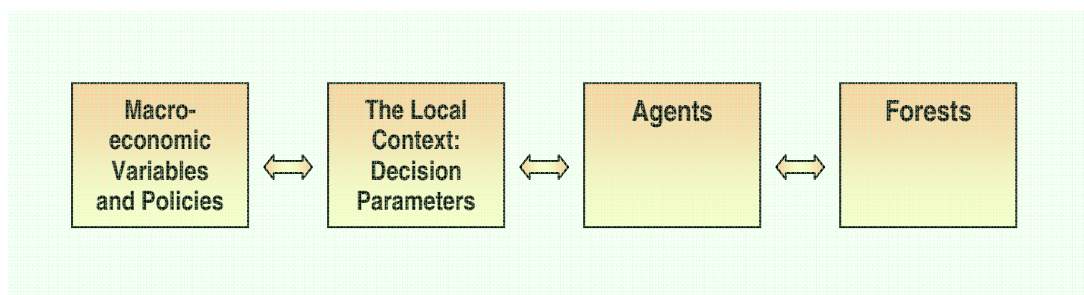 Macro-
economic
Variables
and Policies
The Local
Context:
Decision
Parameters
Agents
Forests